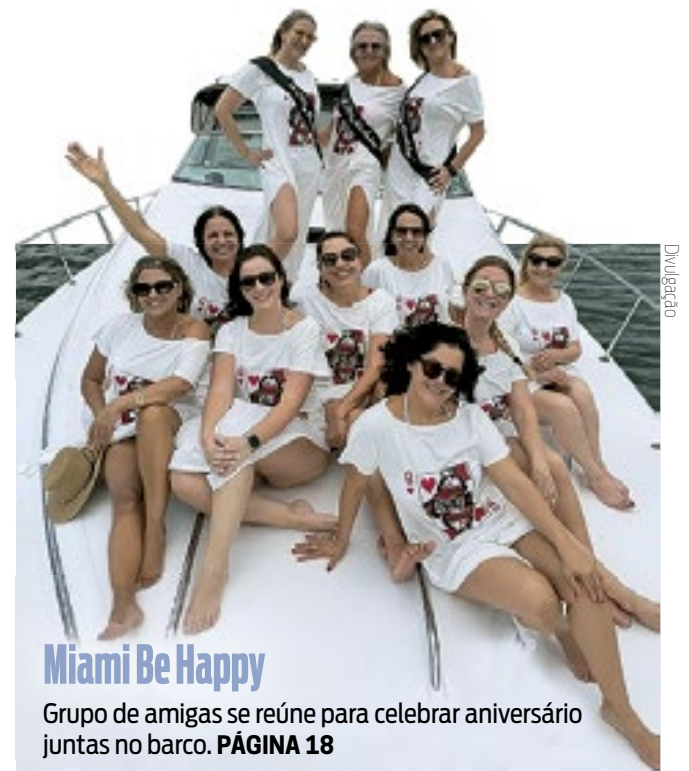 Divulgação
Miami Be Happy
Grupo de amigas se reúne para celebrar aniversário
juntas no barco. PÁGINA 18